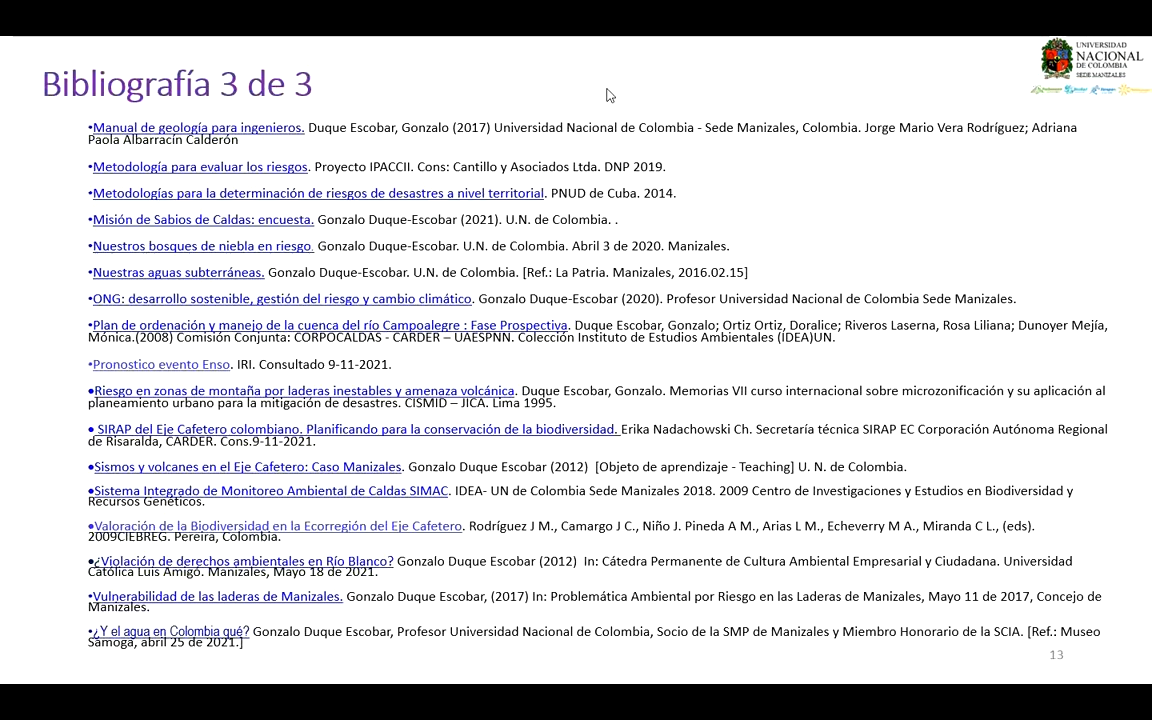 UNIVERSIDAD
NACIONAL
DE COLOMBIA
SEDE MANIZALES
Bibliografía 3 de 3
•Manual de geología para ingenieros. Duque Escobar, Gonzalo (2017) Universidad Nacional de Colombia - Sede Manizales, Colombia. Jorge Mario Vera Rodríguez; Adriana
Paola Albarracín Calderón
•Metodología para evaluar los riesgos. Proyecto IPACCII. Cons: Cantillo y Asociados Ltda. DNP 2019.
•Metodologías para la determinación de riesgos de desastres a nivel territorial. PNUD de Cuba. 2014.
•Misión de Sabios de Caldas: encuesta. Gonzalo Duque-Escobar (2021). U.N. de Colombia. .
•Nuestros bosques de niebla en riesgo. Gonzalo Duque-Escobar. U.N. de Colombia. Abril 3 de 2020. Manizales.
•Nuestras aguas subterráneas. Gonzalo Duque-Escobar. U.N. de Colombia. [Ref.: La Patria. Manizales, 2016.02.15]
•ONG: desarrollo sostenible, gestión del riesgo y cambio climático. Gonzalo Duque-Escobar (2020). Profesor Universidad Nacional de Colombia Sede Manizales.
•Plan de ordenación y manejo de la cuenca del río Campoalegre : Fase Prospectiva. Duque Escobar, Gonzalo; Ortiz Ortiz, Doralice; Riveros Laserna, Rosa Liliana; Dunoyer Mejía,
Mónica.(2008) Comisión Conjunta: CORPOCALDAS - CARDER – UAESPNN. Colección Instituto de Estudios Ambientales (IDEA)UN.
•Pronostico evento Enso. IRI. Consultado 9-11-2021.
●Riesgo en zonas de montaña por laderas inestables y amenaza volcánica. Duque Escobar, Gonzalo. Memorias VII curso internacional sobre microzonificación y su aplicación al
planeamiento urbano para la mitigación de desastres. CISMID – JICA. Lima 1995.
● SIRAP del Eje Cafetero colombiano. Planificando para la conservación de la biodiversidad. Erika Nadachowski Ch. Secretaría técnica SIRAP EC Corporación Autónoma Regional
de Risaralda, CARDER. Cons.9-11-2021.
●Sismos y volcanes en el Eje Cafetero: Caso Manizales. Gonzalo Duque Escobar (2012) [Objeto de aprendizaje - Teaching] U. N. de Colombia.
●Sistema Integrado de Monitoreo Ambiental de Caldas SIMAC. IDEA- UN de Colombia Sede Manizales 2018. 2009 Centro de Investigaciones y Estudios en Biodiversidad y
Recursos Genéticos.
●Valoración de la Biodiversidad en la Ecorregión del Eje Cafetero. Rodríguez J M., Camargo J C., Niño J. Pineda A M., Arias L M., Echeverry M A., Miranda C L., (eds).
2009CIEBREG. Pereira, Colombia.
●¿Violación de derechos ambientales en Río Blanco? Gonzalo Duque Escobar (2012) In: Cátedra Permanente de Cultura Ambiental Empresarial y Ciudadana. Universidad
Católica Luis Amigó. Manizales, Mayo 18 de 2021.
•Vulnerabilidad de las laderas de Manizales. Gonzalo Duque Escobar, (2017) In: Problemática Ambiental por Riesgo en las Laderas de Manizales, Mayo 11 de 2017, Concejo de
Manizales.
•¿Y el agua en Colombia qué? Gonzalo Duque Escobar, Profesor Universidad Nacional de Colombia, Socio de la SMP de Manizales y Miembro Honorario de la SCIA. [Ref.: Museo
Samoga, abril 25 de 2021.]
13